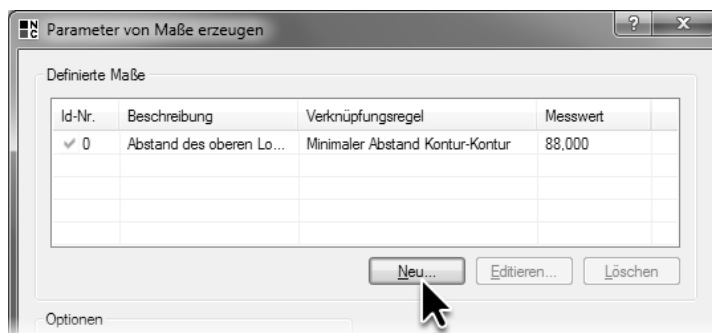 Parameter von Maße erzeugen
Definierte Maße
Id-Nr. Beschreibung Verknüpfungsregel Messwert
0 Abstand des oberen Lo... Minimaler Abstand Kontur-Kontur 88,000
Neu... Editieren... Löschen
Optionen